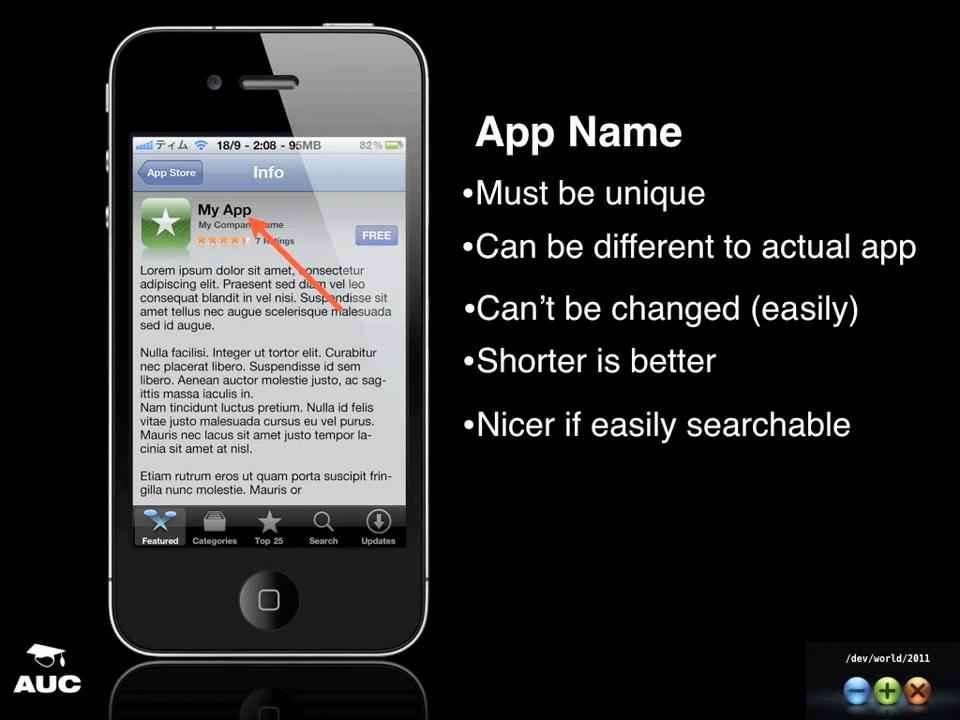 ティム 18/9 - 2:08 - 95MB 82%
App Store Info
My App
My Company Name
7 Ratings
FREE
Lorem ipsum dolor sit amet, consectetur
adipiscing elit. Praesent sed diam vel leo
consequat blandit in vel nisi. Suspendisse sit
amet tellus nec augue scelerisque malesuada
sed id augue.
Nulla facilisi. Integer ut tortor elit. Curabitur
nec placerat libero. Suspendisse id sem
libero. Aenean auctor molestie justo, ac sag-
ittis massa iaculis in.
Nam tincidunt luctus pretium. Nulla id felis
vitae justo malesuada cursus eu vel purus.
Mauris nec lacus sit amet justo tempor la-
cinia sit amet at nisl.
Etiam rutrum eros ut quam porta suscipit frin-
gilla nunc molestie. Mauris or
Featured Categories Top 25 Search Updates
App Name
•Must be unique
•Can be different to actual app
•Can't be changed (easily)
•Shorter is better
•Nicer if easily searchable
AUC
/dev/world/2011